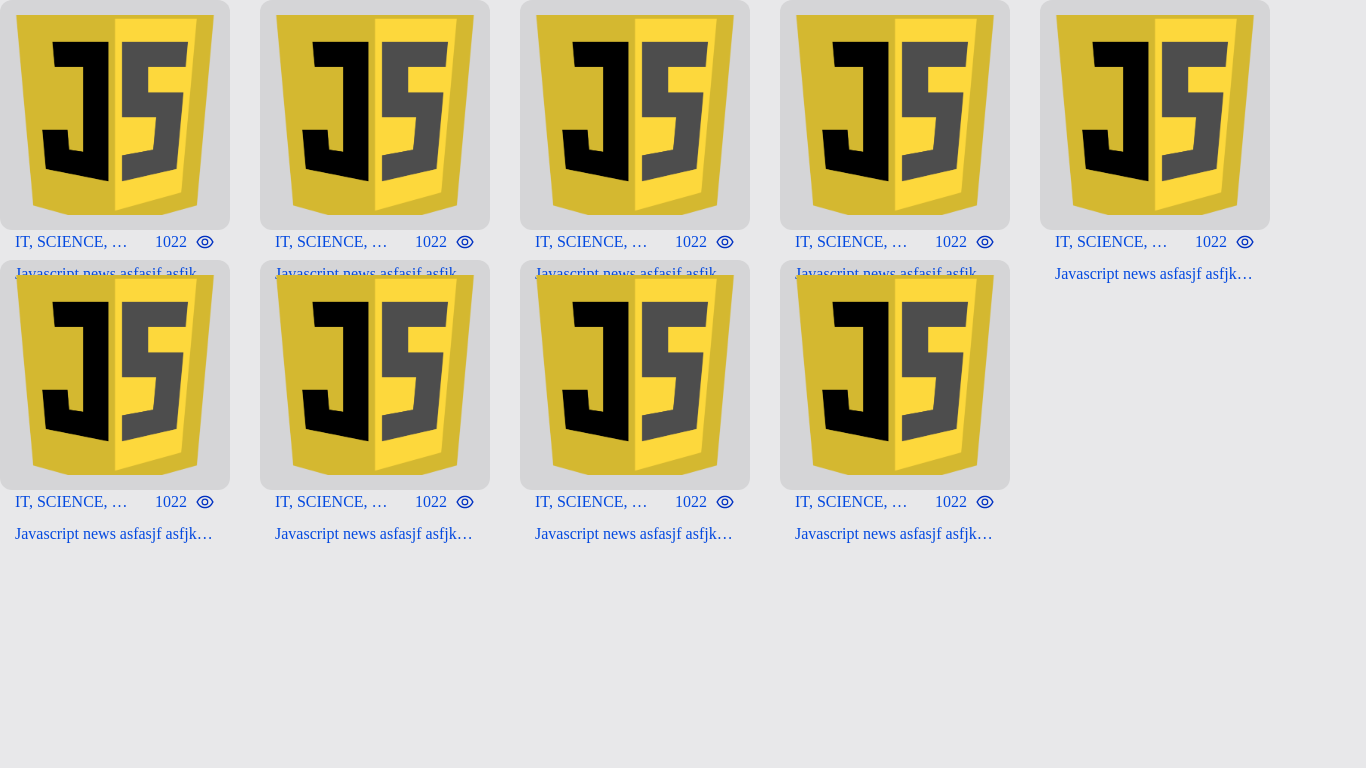 JS JS JS JS JS
IT, SCIENCE, … 1022 IT, SCIENCE, … 1022 IT, SCIENCE, … 1022 IT, SCIENCE, … 1022 IT, SCIENCE, … 1022
Javascript news asfasjf asfjk Javascript news asfasjf asfjk Javascript news asfasjf asfjk Javascript news asfasjf asfjk Javascript news asfasjf asfjk…
JS JS JS JS
IT, SCIENCE, … 1022 IT, SCIENCE, … 1022 IT, SCIENCE, … 1022 IT, SCIENCE, … 1022
Javascript news asfasjf asfjk… Javascript news asfasjf asfjk… Javascript news asfasjf asfjk… Javascript news asfasjf asfjk…